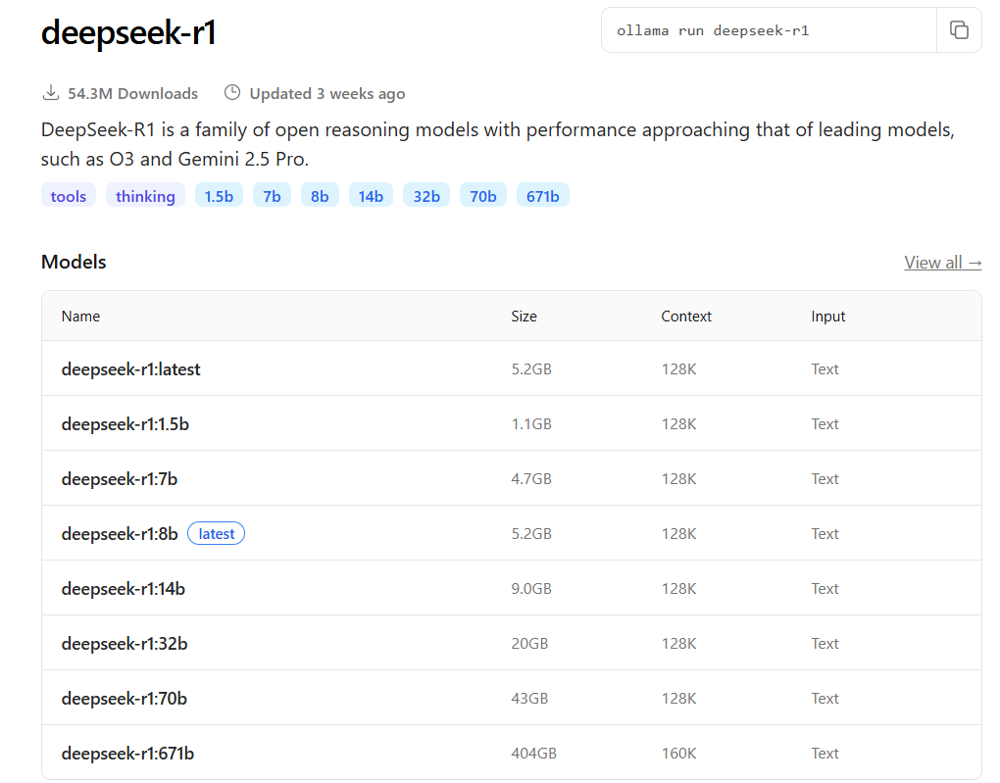 deepseek-r1
ollama run deepseek-r1
54.3M Downloads Updated 3 weeks ago
DeepSeek-R1 is a family of open reasoning models with performance approaching that of leading models,
such as O3 and Gemini 2.5 Pro.
tools thinking 1.5b 7b 8b 14b 32b 70b 671b
Models View all →
Name Size Context Input
deepseek-r1:latest 5.2GB 128K Text
deepseek-r1:1.5b 1.1GB 128K Text
deepseek-r1:7b 4.7GB 128K Text
deepseek-r1:8b latest 5.2GB 128K Text
deepseek-r1:14b 9.0GB 128K Text
deepseek-r1:32b 20GB 128K Text
deepseek-r1:70b 43GB 128K Text
deepseek-r1:671b 404GB 160K Text